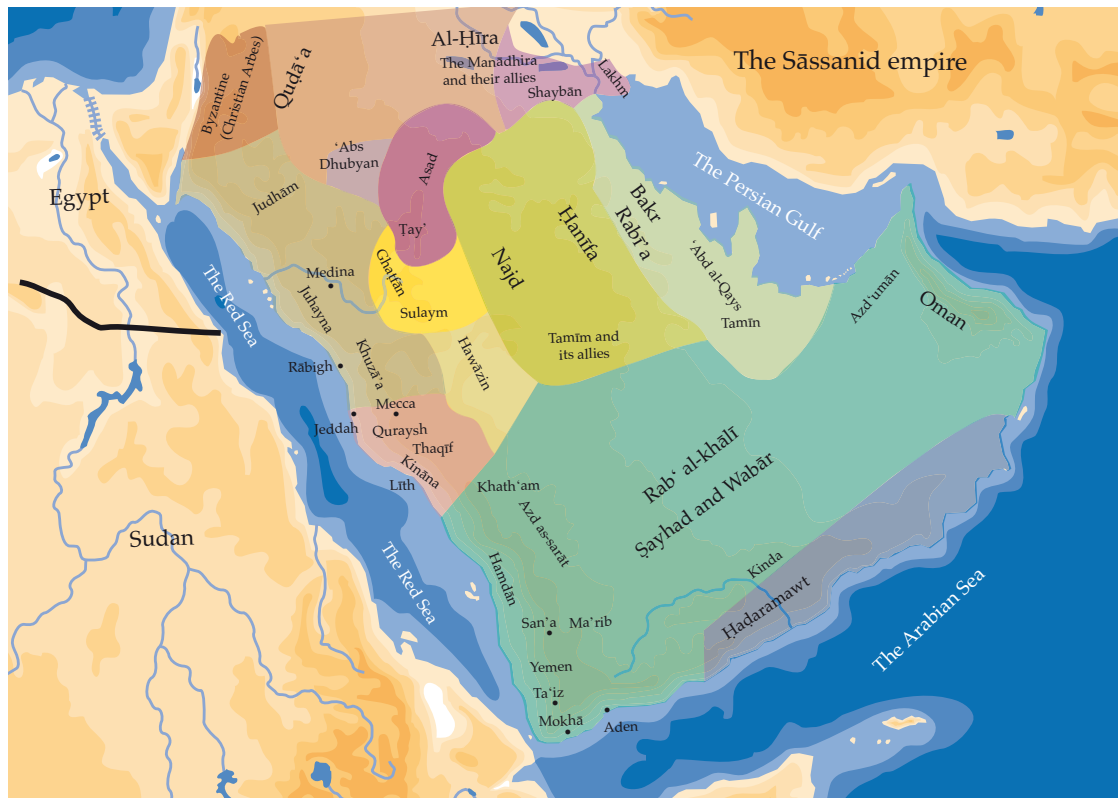 Al-Ḥīra
The Manādhira
and their allies
Shaybān
Lakhm
The Sāssanid empire
Byzantine
(Christian Arbes)
Quḍā'a
'Abs
Dhubyan
Asad
Ṭay'
Egypt
Judhām
The Persian Gulf
Bakr
Rabī'a
Hanīfa
Najd
'Abd al-Qays
Tamīn
Azd'umān
Oman
The Red Sea
Medina
Juhayna
Ghaṭfān
Sulaym
Tamīm and
its allies
Hawāzin
Khuzā'a
Rābigh
Mecca
Jeddah
Quraysh
Thaqīf
Kināna
Līth
Khath'am
Azd as-sarāt
Rab' al-khālī
Ṣayhad and Wabār
Sudan
The Red Sea
Hamdān
Kinda
Ḥaḍaramawt
The Arabian Sea
San'a
Ma'rib
Yemen
Ta'iz
Mokhā
Aden